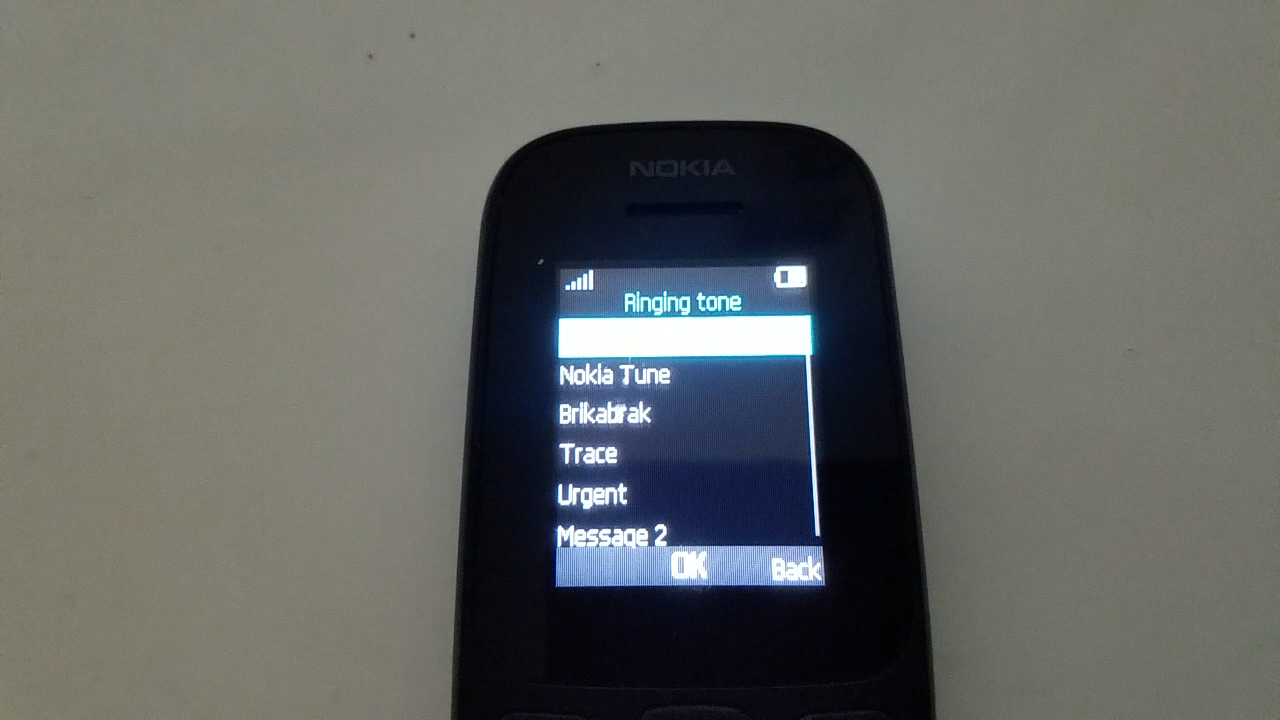 NOKIA
Ringing tone
Nokia Tune
Brikabrak
Trace
Urgent
Message 2
OK
Back